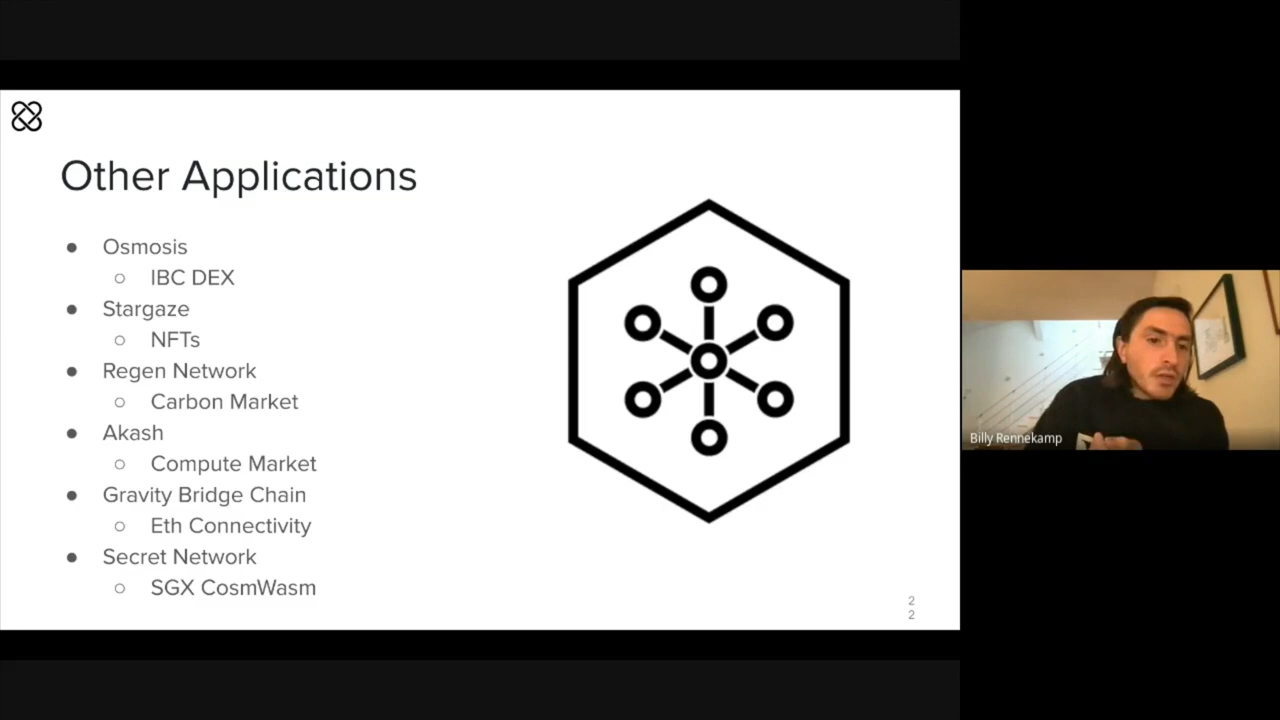 Other Applications
● Osmosis
○ IBC DEX
● Stargaze
○ NFTs
● Regen Network
○ Carbon Market
● Akash
○ Compute Market
● Gravity Bridge Chain
○ Eth Connectivity
● Secret Network
○ SGX CosmWasm
2
2
Billy Rennekamp